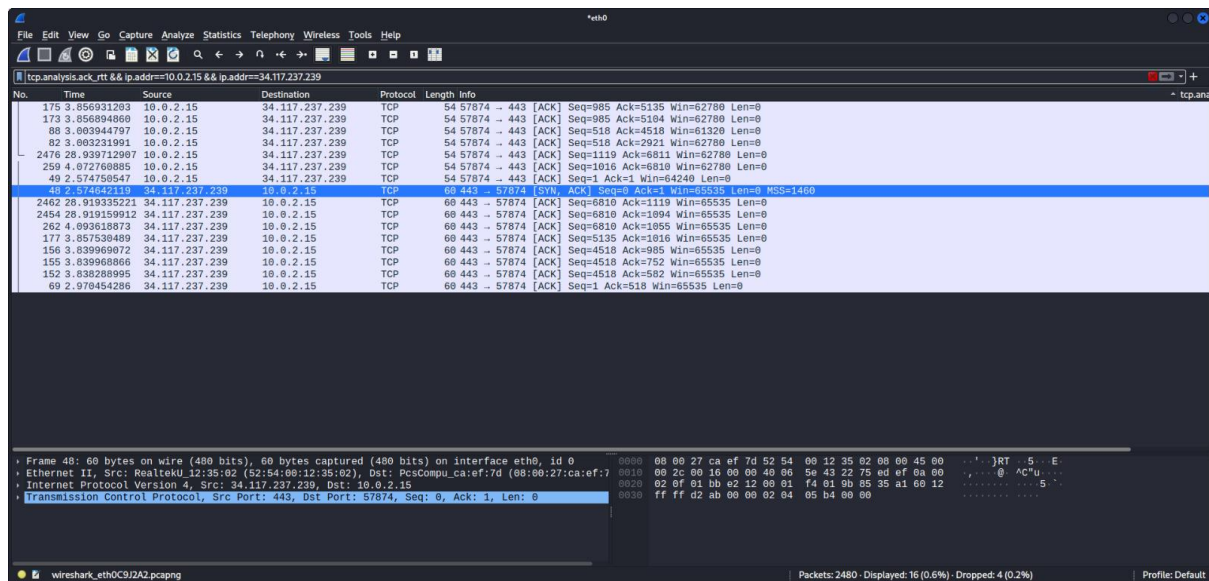 *eth0
File Edit View Go Capture Analyze Statistics Telephony Wireless Tools Help
tcp.analysis.ack_rtt && ip.addr==10.0.2.15 && ip.addr==34.117.237.239
No. Time Source Destination Protocol Length Info tcp.ana
175 3.856931203 10.0.2.15 34.117.237.239 TCP 54 57874 → 443 [ACK] Seq=985 Ack=5135 Win=62780 Len=0
173 3.856894860 10.0.2.15 34.117.237.239 TCP 54 57874 → 443 [ACK] Seq=985 Ack=5104 Win=62780 Len=0
88 3.003944797 10.0.2.15 34.117.237.239 TCP 54 57874 → 443 [ACK] Seq=518 Ack=4518 Win=61320 Len=0
82 3.003231991 10.0.2.15 34.117.237.239 TCP 54 57874 → 443 [ACK] Seq=518 Ack=2921 Win=62780 Len=0
2476 28.939712907 10.0.2.15 34.117.237.239 TCP 54 57874 → 443 [ACK] Seq=1119 Ack=6811 Win=62780 Len=0
259 4.072760885 10.0.2.15 34.117.237.239 TCP 54 57874 → 443 [ACK] Seq=1016 Ack=6810 Win=62780 Len=0
49 2.574750547 10.0.2.15 34.117.237.239 TCP 54 57874 → 443 [ACK] Seq=1 Ack=1 Win=64240 Len=0
48 2.574642119 34.117.237.239 10.0.2.15 TCP 60 443 → 57874 [SYN, ACK] Seq=0 Ack=1 Win=65535 Len=0 MSS=1460
2462 28.919335221 34.117.237.239 10.0.2.15 TCP 60 443 → 57874 [ACK] Seq=6810 Ack=1119 Win=65535 Len=0
2454 28.919159912 34.117.237.239 10.0.2.15 TCP 60 443 → 57874 [ACK] Seq=6810 Ack=1094 Win=65535 Len=0
262 4.093618873 34.117.237.239 10.0.2.15 TCP 60 443 → 57874 [ACK] Seq=6810 Ack=1055 Win=65535 Len=0
177 3.857530489 34.117.237.239 10.0.2.15 TCP 60 443 → 57874 [ACK] Seq=5135 Ack=1016 Win=65535 Len=0
156 3.839969072 34.117.237.239 10.0.2.15 TCP 60 443 → 57874 [ACK] Seq=4518 Ack=985 Win=65535 Len=0
155 3.839968866 34.117.237.239 10.0.2.15 TCP 60 443 → 57874 [ACK] Seq=4518 Ack=752 Win=65535 Len=0
152 3.838288995 34.117.237.239 10.0.2.15 TCP 60 443 → 57874 [ACK] Seq=4518 Ack=582 Win=65535 Len=0
69 2.970454286 34.117.237.239 10.0.2.15 TCP 60 443 → 57874 [ACK] Seq=1 Ack=518 Win=65535 Len=0
Frame 48: 60 bytes on wire (480 bits), 60 bytes captured (480 bits) on interface eth0, id 0
Ethernet II, Src: RealtekU_12:35:02 (52:54:00:12:35:02), Dst: PcsCompu_ca:ef:7d (08:00:27:ca:ef:7
Internet Protocol Version 4, Src: 34.117.237.239, Dst: 10.0.2.15
Transmission Control Protocol, Src Port: 443, Dst Port: 57874, Seq: 0, Ack: 1, Len: 0
0000 08 00 27 ca ef 7d 52 54 00 12 35 02 08 00 45 00 ··'··}RT ··5···E·
0010 00 2c 00 16 00 00 40 06 5e 43 22 75 ed ef 0a 00 ·,····@· ^C"u····
0020 02 0f 01 bb e2 12 00 01 f4 01 9b 85 35 a1 60 12 ········ ····5·`·
0030 ff ff d2 ab 00 00 02 04 05 b4 00 00 ········ ····
wireshark_eth0C9J2A2.pcapng Packets: 2480 · Displayed: 16 (0.6%) · Dropped: 4 (0.2%) Profile: Default